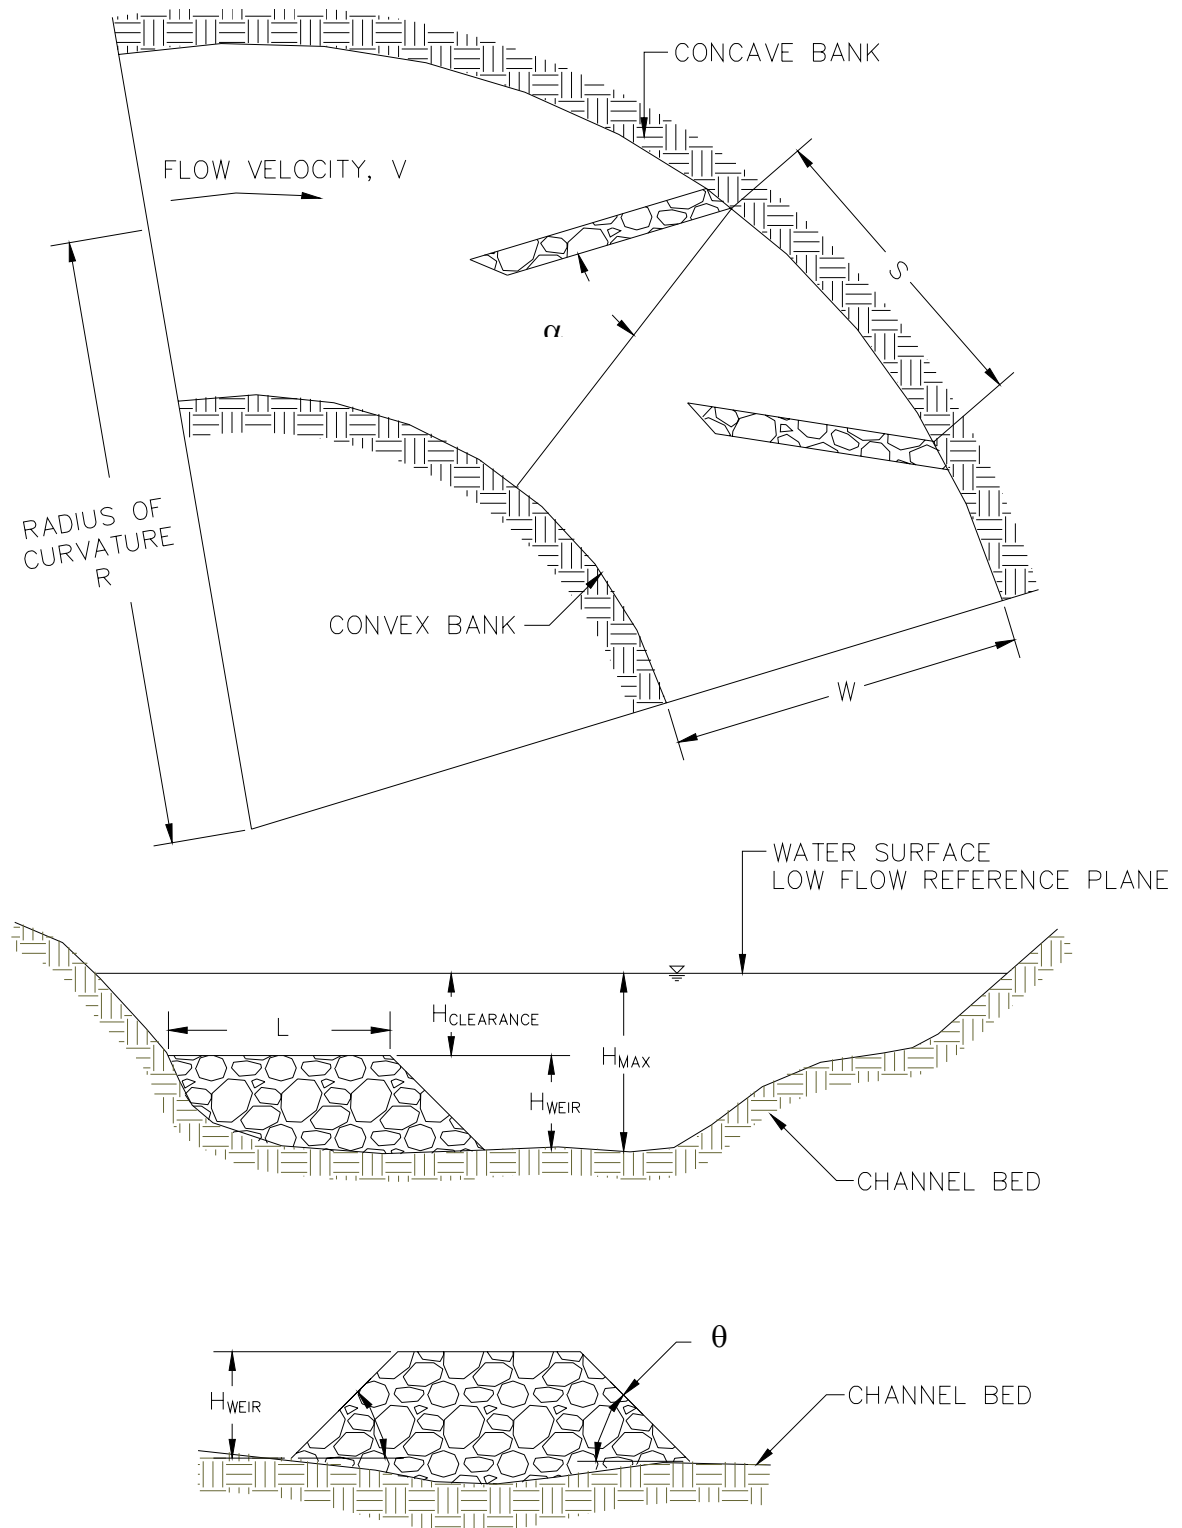 CONCAVE BANK
FLOW VELOCITY, V
S
α
RADIUS OF
CURVATURE
R
CONVEX BANK
W
WATER SURFACE
LOW FLOW REFERENCE PLANE
L
HCLEARANCE
HMAX
HWEIR
CHANNEL BED
θ
HWEIR
CHANNEL BED